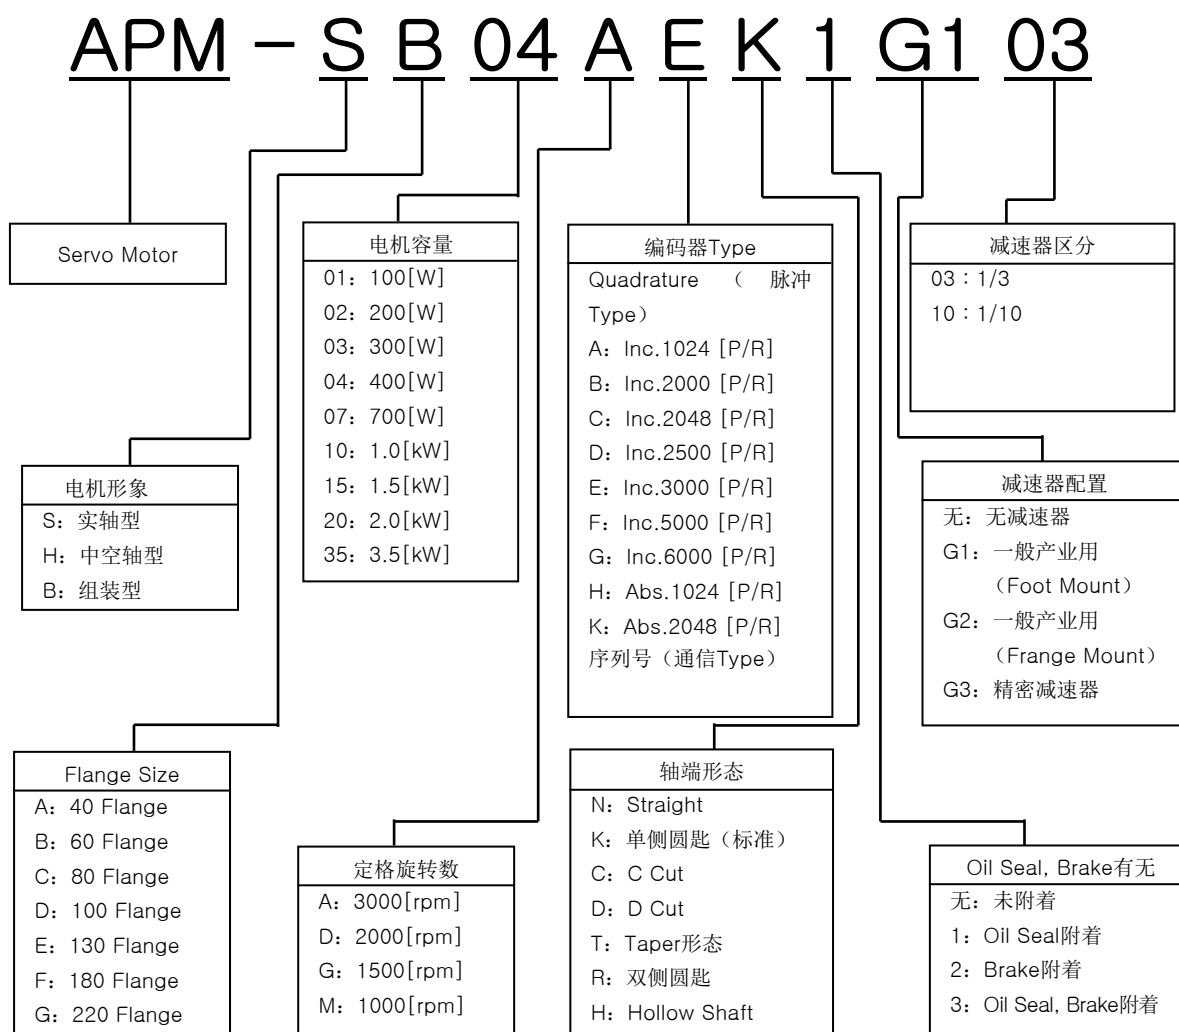 APM - S B 04 A E K 1 G1 03
Servo Motor
电机容量
01：100[W]
02：200[W]
03：300[W]
04：400[W]
07：700[W]
10：1.0[kW]
15：1.5[kW]
20：2.0[kW]
35：3.5[kW]
编码器Type
Quadrature （ 脉冲
Type）
A：Inc.1024 [P/R]
B：Inc.2000 [P/R]
C：Inc.2048 [P/R]
D：Inc.2500 [P/R]
E：Inc.3000 [P/R]
F：Inc.5000 [P/R]
G：Inc.6000 [P/R]
H：Abs.1024 [P/R]
K：Abs.2048 [P/R]
序列号（通信Type）
减速器区分
03：1/3
10：1/10
电机形象
S：实轴型
H：中空轴型
B：组装型
减速器配置
无：无减速器
G1：一般产业用
（Foot Mount）
G2：一般产业用
（Frange Mount）
G3：精密减速器
Flange Size
A：40 Flange
B：60 Flange
C：80 Flange
D：100 Flange
E：130 Flange
F：180 Flange
G：220 Flange
定格旋转数
A：3000[rpm]
D：2000[rpm]
G：1500[rpm]
M：1000[rpm]
轴端形态
N：Straight
K：单侧圆匙（标准）
C：C Cut
D：D Cut
T：Taper形态
R：双侧圆匙
H：Hollow Shaft
Oil Seal, Brake有无
无：未附着
1：Oil Seal附着
2：Brake附着
3：Oil Seal, Brake附着